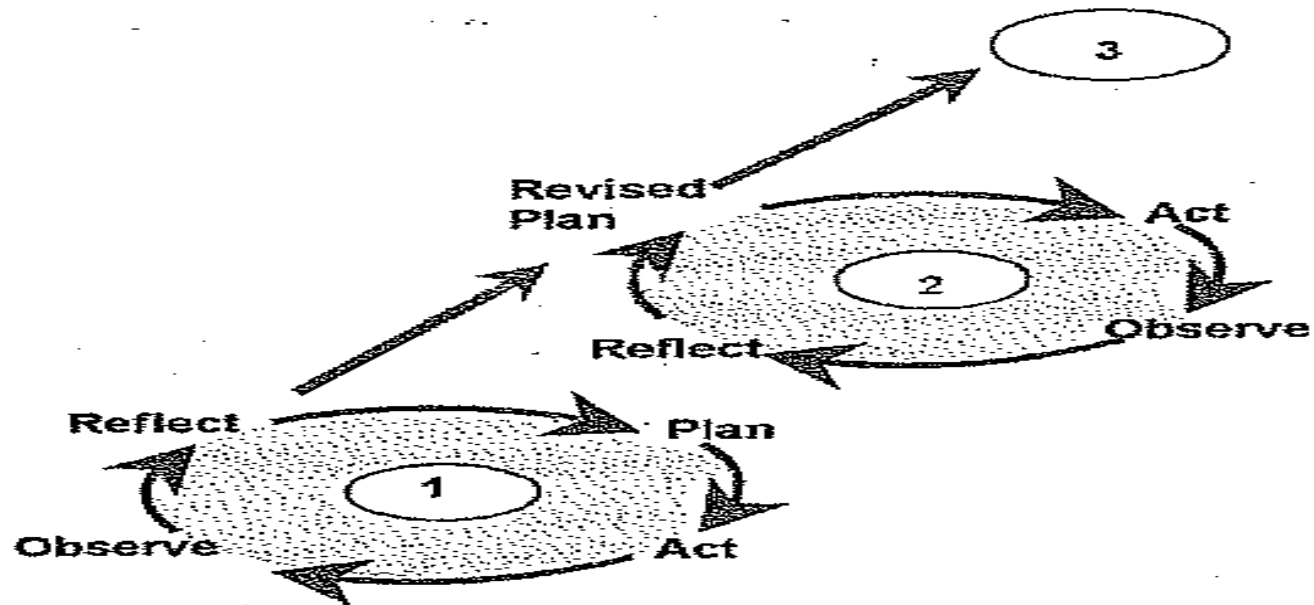 3
Revised
Plan
Act
2
Reflect
Observe
Reflect
Plan
1
Observe
Act